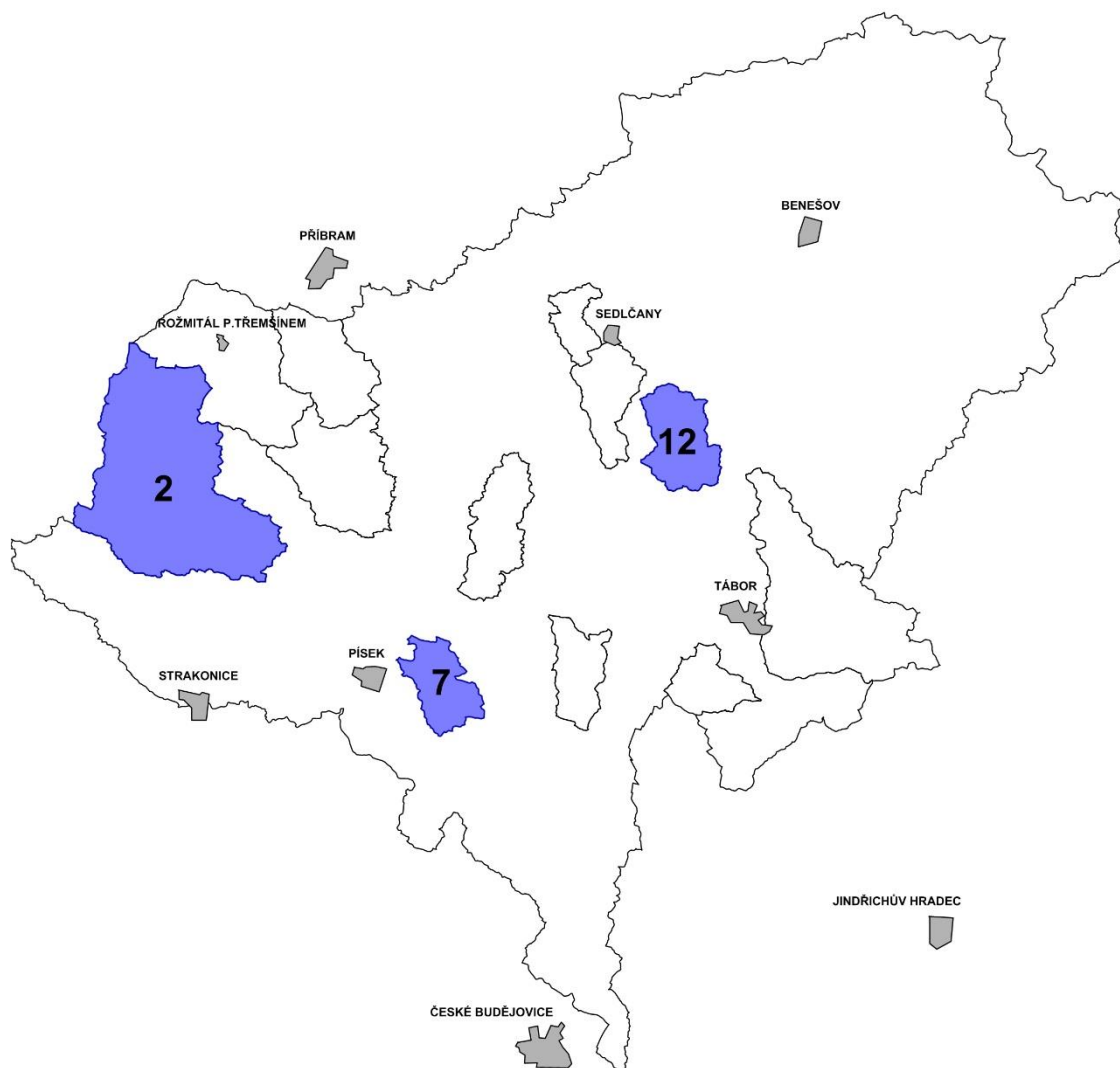 BENEŠOV
PŘÍBRAM
SEDLČANY
ROŽMITÁL P.TŘEMŠÍNEM
12
2
TÁBOR
PÍSEK
STRAKONICE
7
JINDŘICHŮV HRADEC
ČESKÉ BUDĚJOVICE